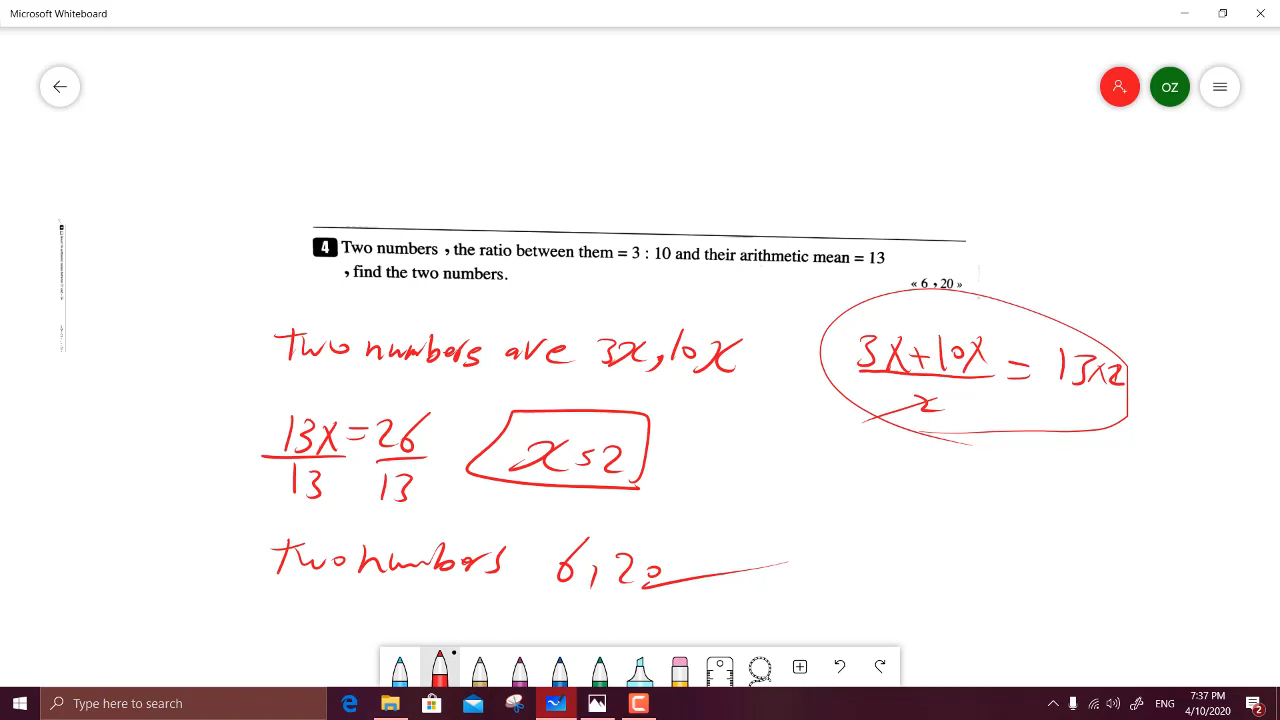 Microsoft Whiteboard
OZ
4 Two numbers , the ratio between them = 3 : 10 and their arithmetic mean = 13
, find the two numbers.
« 6 , 20 »
Two numbers are 3x, 10x
3x+10x
2
= 13x2
13x = 26
13 13
x = 2
Two numbers 6, 20
Type here to search
ENG
7:37 PM
4/10/2020
2